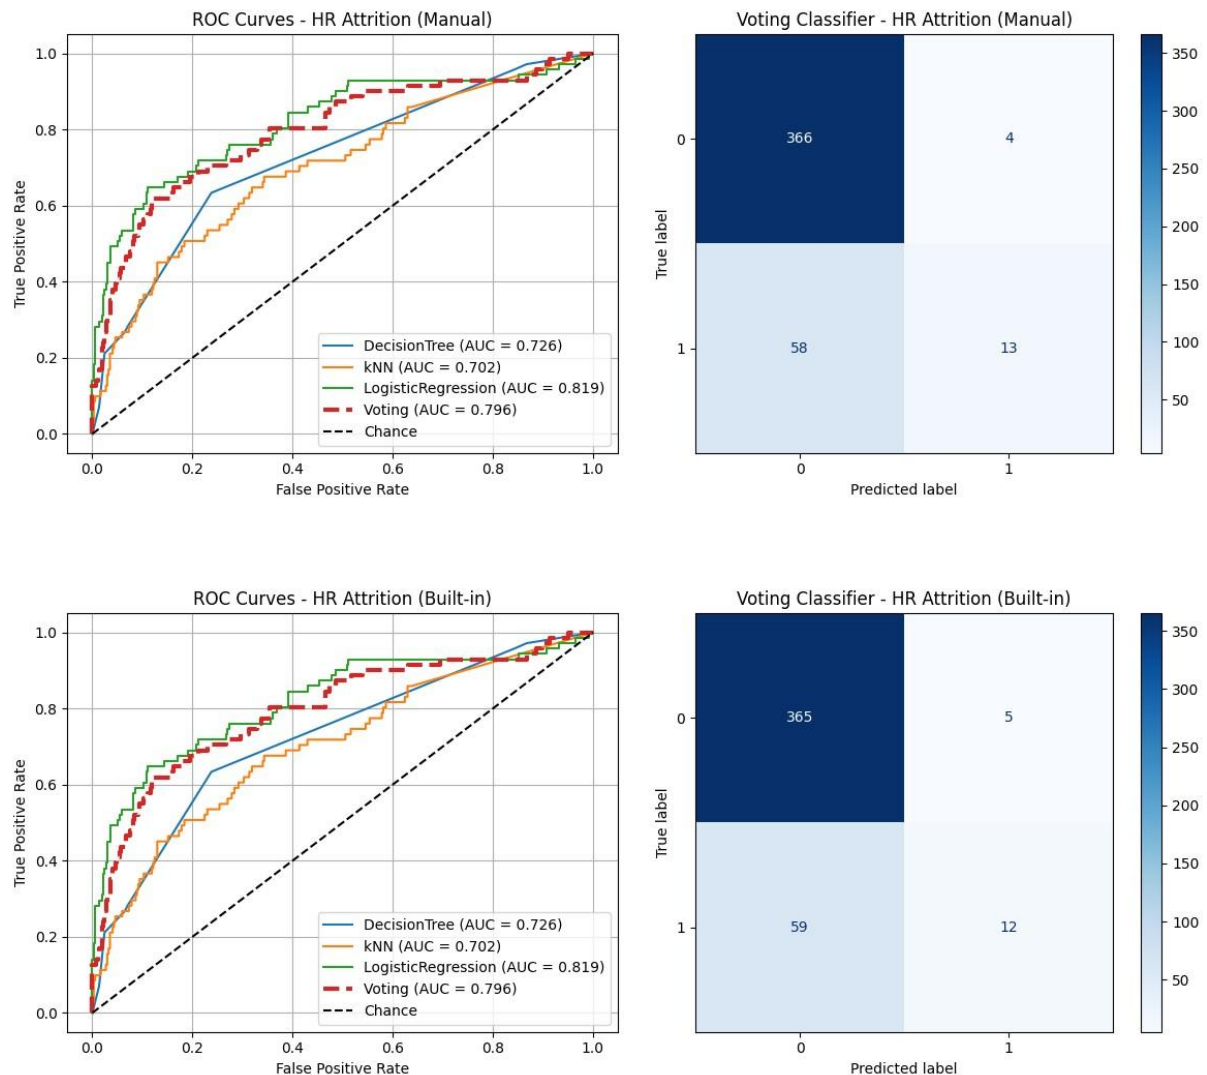 ROC Curves - HR Attrition (Manual)
True Positive Rate
1.0
0.8
0.6
0.4
0.2
0.0
DecisionTree (AUC = 0.726)
kNN (AUC = 0.702)
LogisticRegression (AUC = 0.819)
Voting (AUC = 0.796)
Chance
0.0 0.2 0.4 0.6 0.8 1.0
False Positive Rate
Voting Classifier - HR Attrition (Manual)
True label
0 366 4
1 58 13
0 1
Predicted label
350
300
250
200
150
100
50
ROC Curves - HR Attrition (Built-in)
True Positive Rate
1.0
0.8
0.6
0.4
0.2
0.0
DecisionTree (AUC = 0.726)
kNN (AUC = 0.702)
LogisticRegression (AUC = 0.819)
Voting (AUC = 0.796)
Chance
0.0 0.2 0.4 0.6 0.8 1.0
False Positive Rate
Voting Classifier - HR Attrition (Built-in)
True label
0 365 5
1 59 12
0 1
Predicted label
350
300
250
200
150
100
50